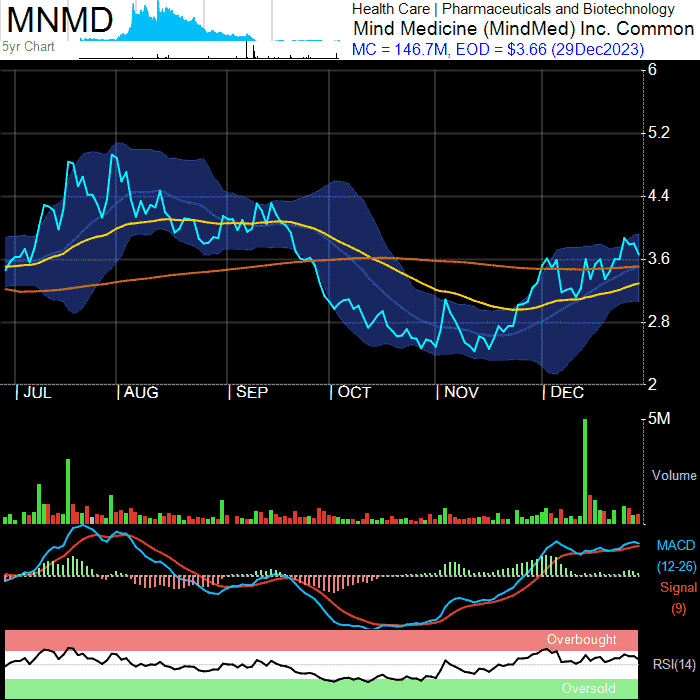 MNMD
5yr Chart
Health Care | Pharmaceuticals and Biotechnology
Mind Medicine (MindMed) Inc. Common
MC = 146.7M, EOD = $3.66 (29Dec2023)
6
5.2
4.4
3.6
2.8
2
JUL AUG SEP OCT NOV DEC
5M
Volume
MACD
(12-26)
Signal
(9)
Overbought
RSI(14)
Oversold